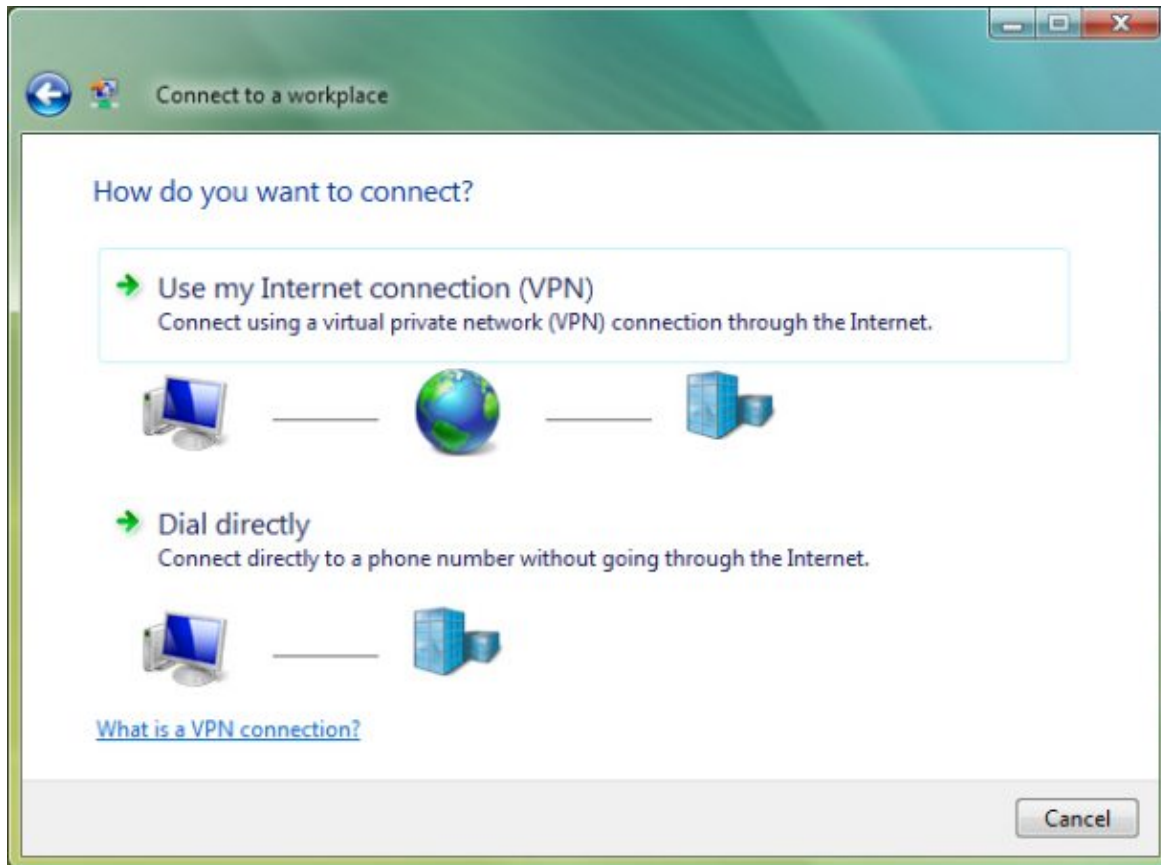 Connect to a workplace
How do you want to connect?
Use my Internet connection (VPN)
Connect using a virtual private network (VPN) connection through the Internet.
Dial directly
Connect directly to a phone number without going through the Internet.
What is a VPN connection?
Cancel